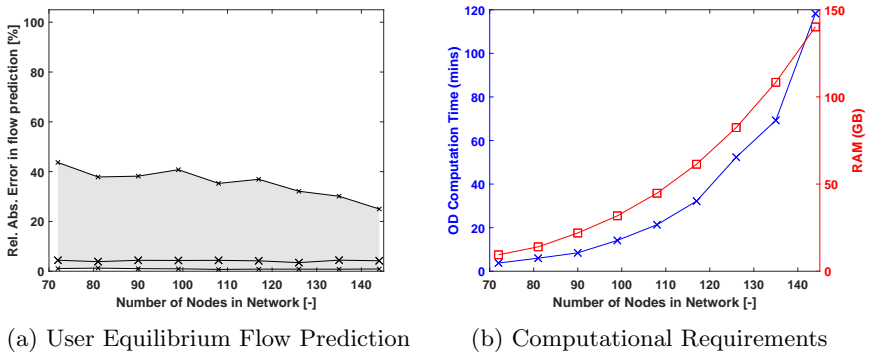 Rel. Abs. Error in flow prediction [%]
100
80
60
40
20
0
70 80 90 100 110 120 130 140
Number of Nodes in Network [-]
(a) User Equilibrium Flow Prediction
OD Computation Time (mins)
120
100
80
60
40
20
0
70 80 90 100 110 120 130 140
Number of Nodes in Network [-]
150
100
50
0
RAM (GB)
(b) Computational Requirements